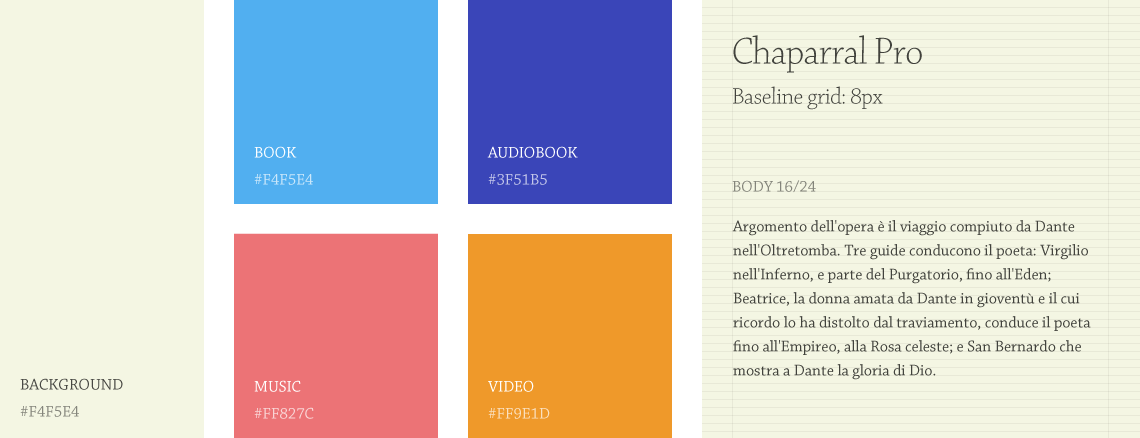 BACKGROUND
#F4F5E4
BOOK
#F4F5E4
AUDIOBOOK
#3F51B5
MUSIC
#FF827C
VIDEO
#FF9E1D
Chaparral Pro
Baseline grid: 8px
BODY 16/24
Argomento dell'opera è il viaggio compiuto da Dante
nell'Oltretomba. Tre guide conducono il poeta: Virgilio
nell'Inferno, e parte del Purgatorio, fino all'Eden;
Beatrice, la donna amata da Dante in gioventù e il cui
ricordo lo ha distolto dal traviamento, conduce il poeta
fino all'Empireo, alla Rosa celeste; e San Bernardo che
mostra a Dante la gloria di Dio.